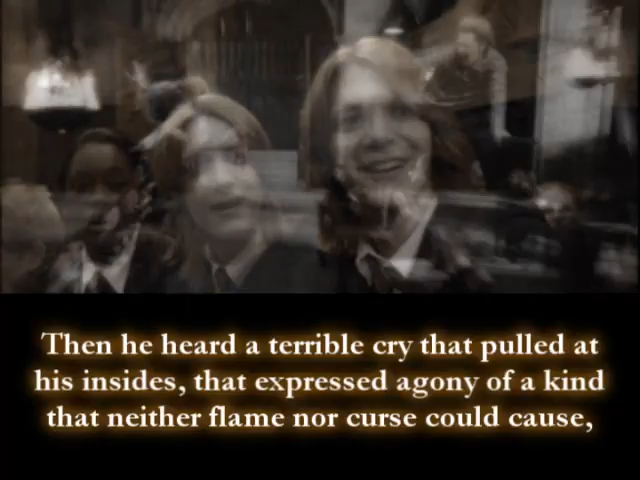 Then he heard a terrible cry that pulled at
his insides, that expressed agony of a kind
that neither flame nor curse could cause,